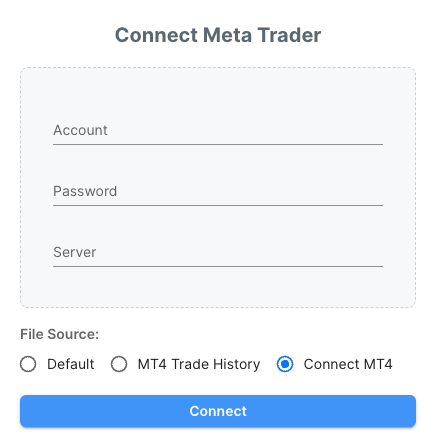 Connect Meta Trader
Account
Password
Server
File Source:
Default MT4 Trade History Connect MT4
Connect